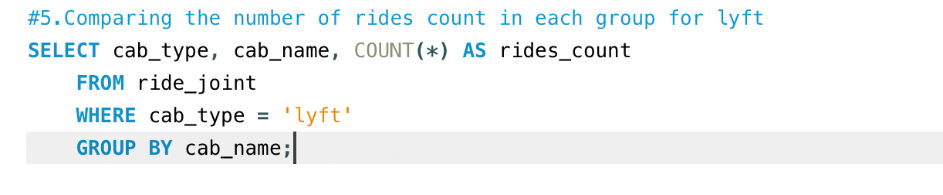 #5.Comparing the number of rides count in each group for lyft
SELECT cab_type, cab_name, COUNT(*) AS rides_count
FROM ride_joint
WHERE cab_type = 'lyft'
GROUP BY cab_name;